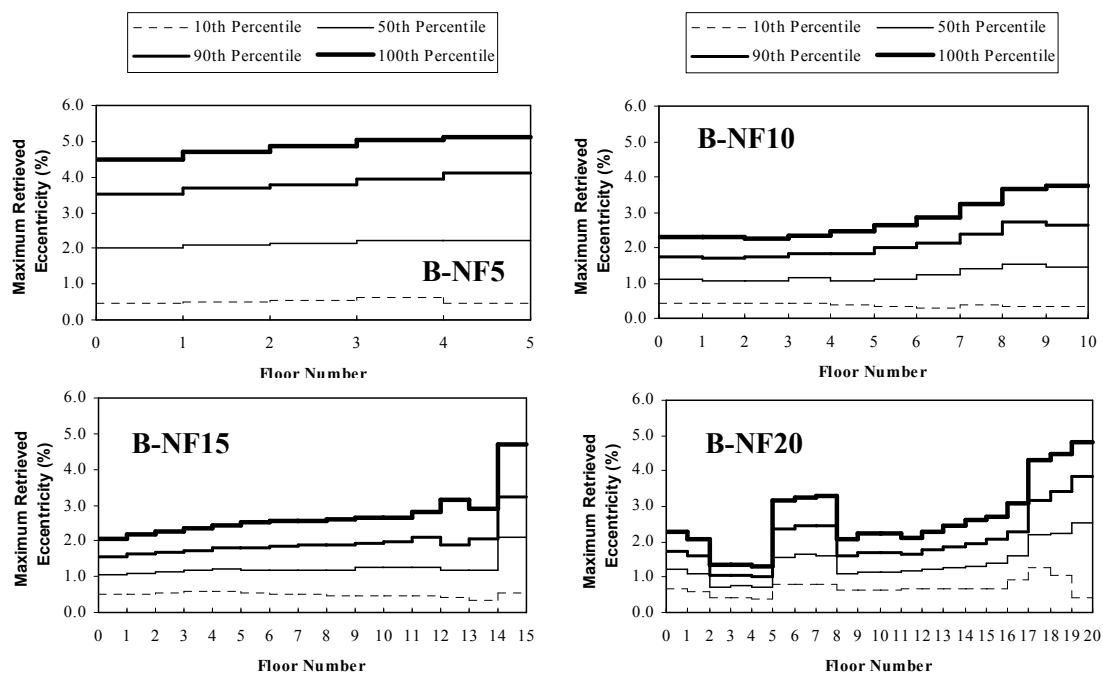 10th Percentile 50th Percentile
90th Percentile 100th Percentile
10th Percentile 50th Percentile
90th Percentile 100th Percentile
Maximum Retrieved
Eccentricity (%)
6.0
5.0
4.0
3.0
2.0
1.0
0.0
B-NF5
0 1 2 3 4 5
Floor Number
Maximum Retrieved
Eccentricity (%)
6.0
5.0
4.0
3.0
2.0
1.0
0.0
B-NF10
0 1 2 3 4 5 6 7 8 9 10
Floor Number
Maximum Retrieved
Eccentricity (%)
6.0
5.0
4.0
3.0
2.0
1.0
0.0
B-NF15
0 1 2 3 4 5 6 7 8 9 10 11 12 13 14 15
Floor Number
Maximum Retrieved
Eccentricity (%)
6.0
5.0
4.0
3.0
2.0
1.0
0.0
B-NF20
0 1 2 3 4 5 6 7 8 9 10 11 12 13 14 15 16 17 18 19 20
Floor Number